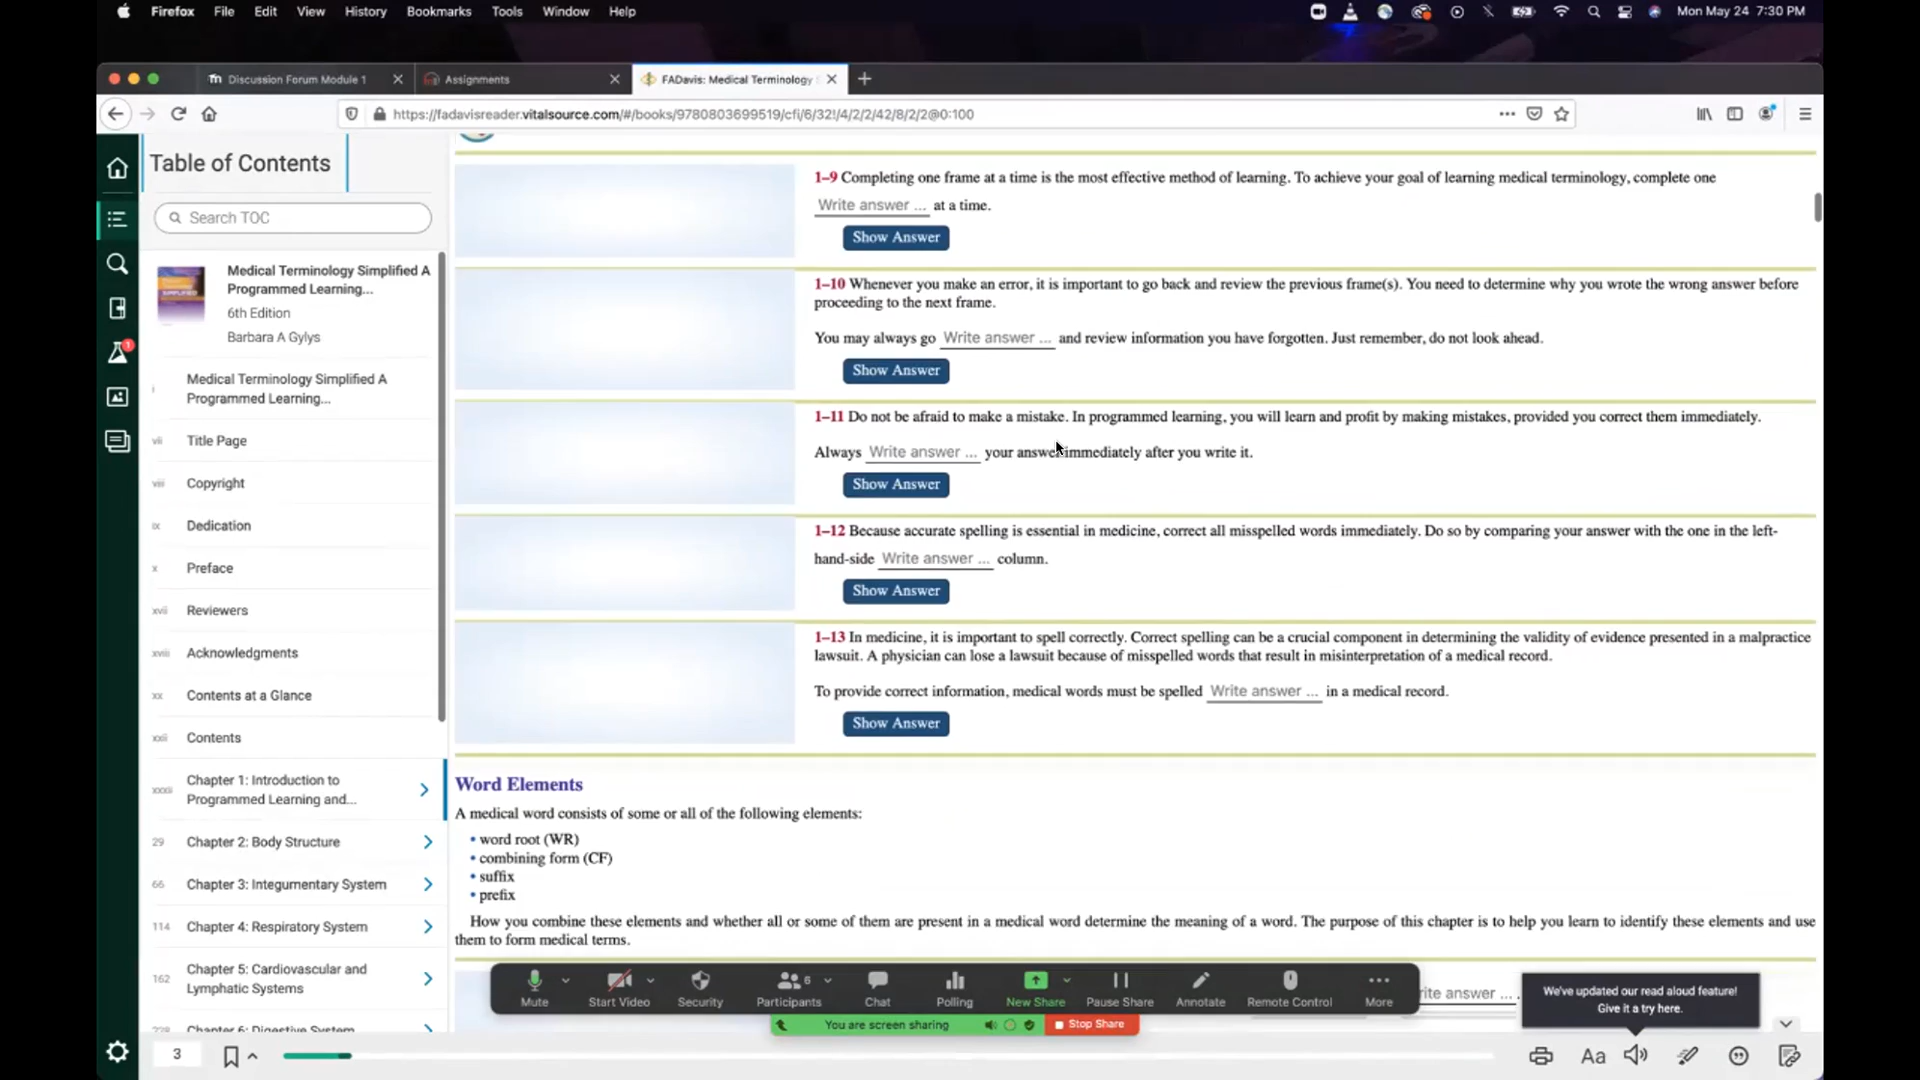 Firefox File Edit View History Bookmarks Tools Window Help Mon May 24 7:30 PM
Discussion Forum Module 1
Assignments
FADavis: Medical Terminology
https://fadavisreader.vitalsource.com/#/books/9780803699519/cfi/6/32!/4/2/2/42/8/2/2@0:100
Table of Contents
Search TOC
Medical Terminology Simplified A
Programmed Learning...
6th Edition
Barbara A Gylys
i Medical Terminology Simplified A
Programmed Learning...
vii Title Page
viii Copyright
ix Dedication
x Preface
xvii Reviewers
xviii Acknowledgments
xx Contents at a Glance
xxii Contents
xxxii Chapter 1: Introduction to
Programmed Learning and...
29 Chapter 2: Body Structure
66 Chapter 3: Integumentary System
114 Chapter 4: Respiratory System
162 Chapter 5: Cardiovascular and
Lymphatic Systems
228 Chapter 6: Digestive System
1
1–9 Completing one frame at a time is the most effective method of learning. To achieve your goal of learning medical terminology, complete one
Write answer ... at a time.
Show Answer
1–10 Whenever you make an error, it is important to go back and review the previous frame(s). You need to determine why you wrote the wrong answer before
proceeding to the next frame.
You may always go Write answer ... and review information you have forgotten. Just remember, do not look ahead.
Show Answer
1–11 Do not be afraid to make a mistake. In programmed learning, you will learn and profit by making mistakes, provided you correct them immediately.
Always Write answer ... your answer immediately after you write it.
Show Answer
1–12 Because accurate spelling is essential in medicine, correct all misspelled words immediately. Do so by comparing your answer with the one in the left-
hand-side Write answer ... column.
Show Answer
1–13 In medicine, it is important to spell correctly. Correct spelling can be a crucial component in determining the validity of evidence presented in a malpractice
lawsuit. A physician can lose a lawsuit because of misspelled words that result in misinterpretation of a medical record.
To provide correct information, medical words must be spelled Write answer ... in a medical record.
Show Answer
Word Elements
A medical word consists of some or all of the following elements:
• word root (WR)
• combining form (CF)
• suffix
• prefix
How you combine these elements and whether all or some of them are present in a medical word determine the meaning of a word. The purpose of this chapter is to help you learn to identify these elements and use
them to form medical terms.
6
Mute Start Video Security Participants Chat Polling New Share Pause Share Annotate Remote Control More
rite answer ... .
You are screen sharing Stop Share
We've updated our read aloud feature!
Give it a try here.
3
Aa